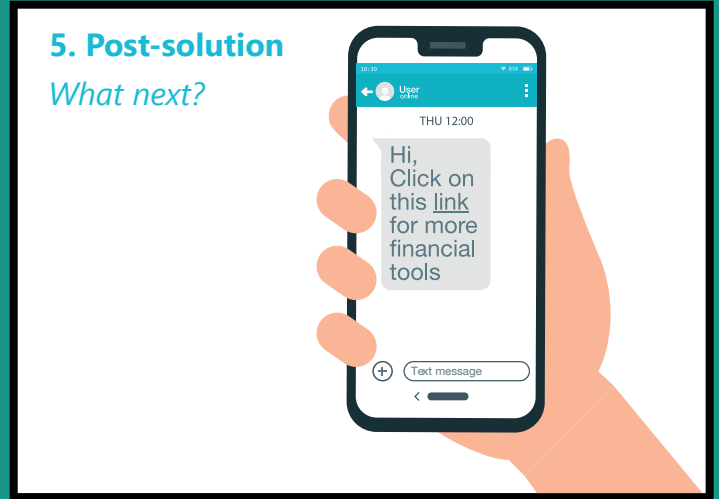 5. Post-solution
What next?
10:10 85%
User
online
THU 12:00
Hi,
Click on
this link
for more
financial
tools
Text message